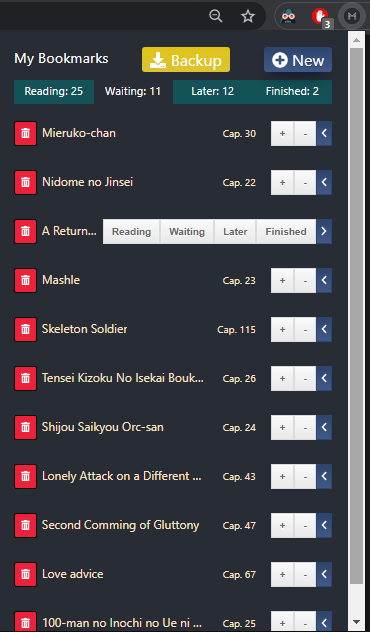 3
My Bookmarks Backup New
Reading: 25 Waiting: 11 Later: 12 Finished: 2
Mieruko-chan Cap. 30 + -
Nidome no Jinsei Cap. 22 + -
A Return... Reading Waiting Later Finished
Mashle Cap. 23 + -
Skeleton Soldier Cap. 115 + -
Tensei Kizoku No Isekai Bouk... Cap. 26 + -
Shijou Saikyou Orc-san Cap. 24 + -
Lonely Attack on a Different ... Cap. 43 + -
Second Comming of Gluttony Cap. 47 + -
Love advice Cap. 67 + -
100-man no Inochi no Ue ni ... Cap. 25 + -